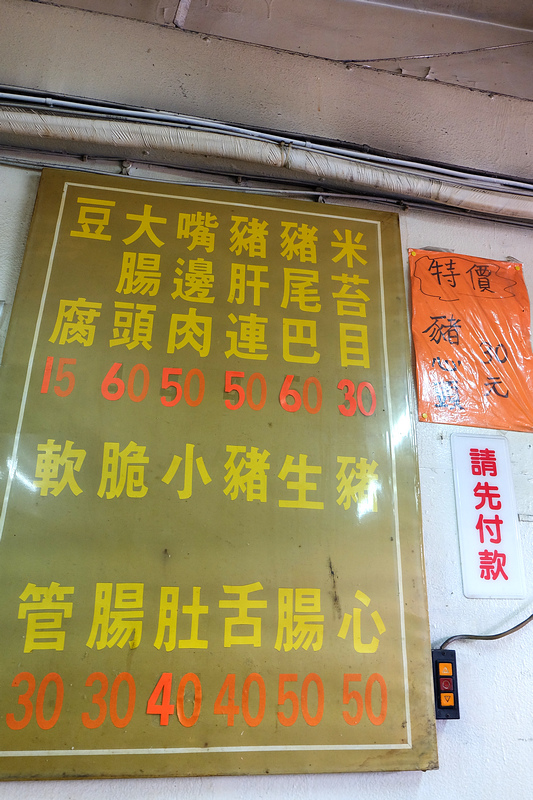 米苔目 30
豬尾巴 60
豬肝連 50
嘴邊肉 50
大腸頭 60
豆腐 15
豬心 50
生腸 50
豬舌 40
小肚 40
脆腸 30
軟管 30
特價
豬心
30元
請先付款